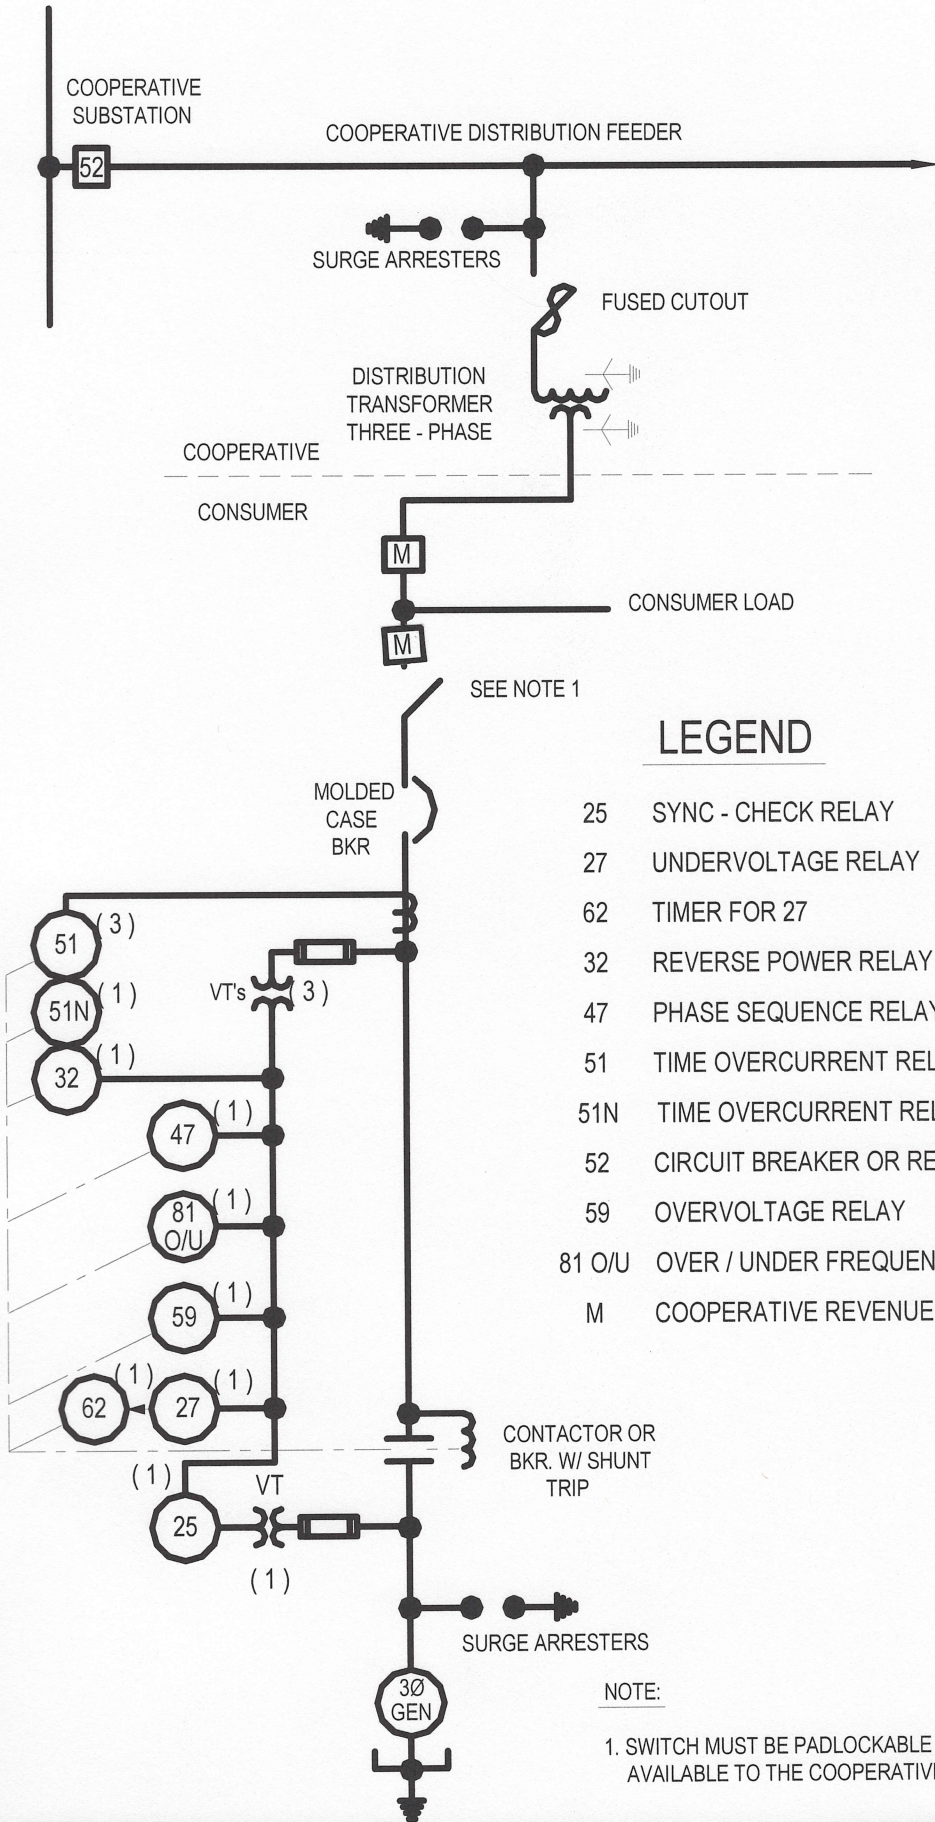 COOPERATIVE
SUBSTATION
52
COOPERATIVE DISTRIBUTION FEEDER
SURGE ARRESTERS
FUSED CUTOUT
DISTRIBUTION
TRANSFORMER
THREE - PHASE
COOPERATIVE
CONSUMER
M
CONSUMER LOAD
M
SEE NOTE 1
MOLDED
CASE
BKR
51
(3)
51N
(1)
32
(1)
VT's
(3)
47
(1)
81
O/U
(1)
59
(1)
62
(1)
27
(1)
(1)
25
VT
(1)
CONTACTOR OR
BKR. W/ SHUNT
TRIP
SURGE ARRESTERS
3Ø
GEN
LEGEND
25 SYNC - CHECK RELAY
27 UNDERVOLTAGE RELAY
62 TIMER FOR 27
32 REVERSE POWER RELAY
47 PHASE SEQUENCE RELAY
51 TIME OVERCURRENT REL
51N TIME OVERCURRENT REL
52 CIRCUIT BREAKER OR RE
59 OVERVOLTAGE RELAY
81 O/U OVER / UNDER FREQUEN
M COOPERATIVE REVENUE
NOTE:
1. SWITCH MUST BE PADLOCKABLE
AVAILABLE TO THE COOPERATIV